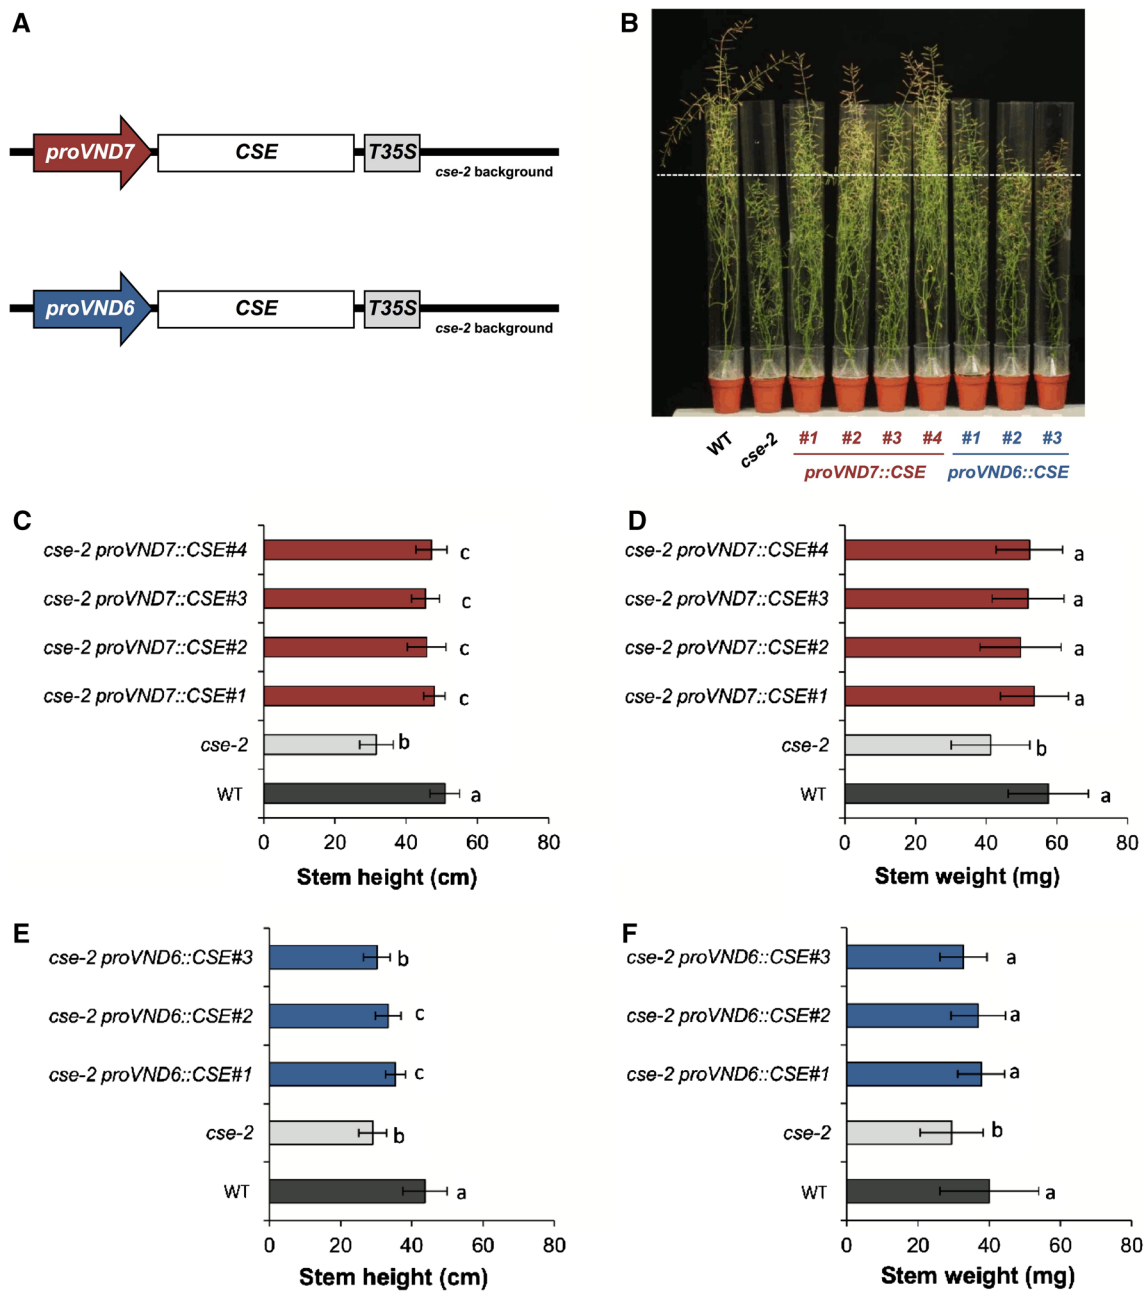 A
proVND7 CSE T35S
cse-2 background
proVND6 CSE T35S
cse-2 background
B
WT cse-2 #1 #2 #3 #4 #1 #2 #3
proVND7::CSE proVND6::CSE
C
cse-2 proVND7::CSE#4 c
cse-2 proVND7::CSE#3 c
cse-2 proVND7::CSE#2 c
cse-2 proVND7::CSE#1 c
cse-2 b
WT a
0 20 40 60 80
Stem height (cm)
D
cse-2 proVND7::CSE#4 a
cse-2 proVND7::CSE#3 a
cse-2 proVND7::CSE#2 a
cse-2 proVND7::CSE#1 a
cse-2 b
WT a
0 20 40 60 80
Stem weight (mg)
E
cse-2 proVND6::CSE#3 b
cse-2 proVND6::CSE#2 c
cse-2 proVND6::CSE#1 c
cse-2 b
WT a
0 20 40 60 80
Stem height (cm)
F
cse-2 proVND6::CSE#3 a
cse-2 proVND6::CSE#2 a
cse-2 proVND6::CSE#1 a
cse-2 b
WT a
0 20 40 60 80
Stem weight (mg)